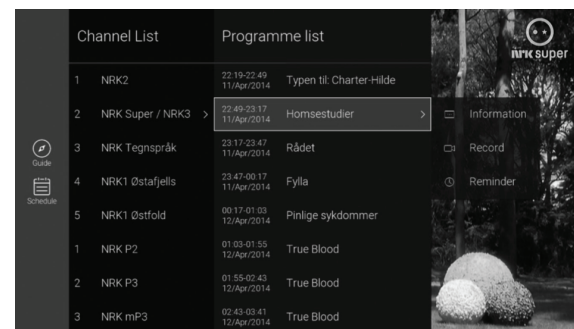 Channel List
Programme list
nrk super
Guide
Schedule
1 NRK2
2 NRK Super / NRK3 >
3 NRK Tegnspråk
4 NRK1 Østafjells
5 NRK1 Østfold
1 NRK P2
2 NRK P3
3 NRK mP3
22:19-22:49 Typen til: Charter-Hilde
11/Apr/2014
22:49-23:17 Homsestudier >
11/Apr/2014
23:17-23:47 Rådet
11/Apr/2014
23:47-00:17 Fylla
11/Apr/2014
00:17-01:03 Pinlige sykdommer
12/Apr/2014
01:03-01:55 True Blood
12/Apr/2014
01:55-02:43 True Blood
12/Apr/2014
02:43-03:41 True Blood
12/Apr/2014
Information
Record
Reminder